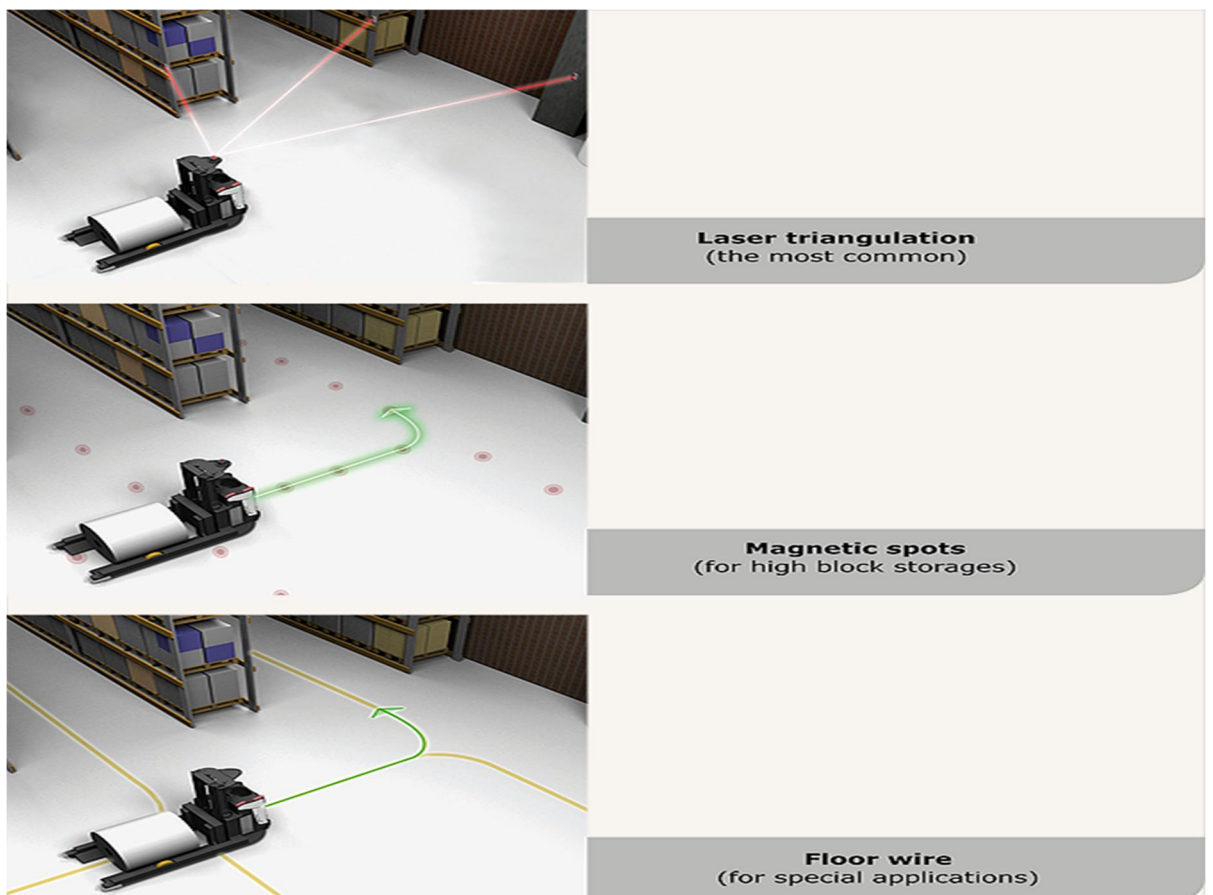 Laser triangulation
(the most common)
Magnetic spots
(for high block storages)
Floor wire
(for special applications)